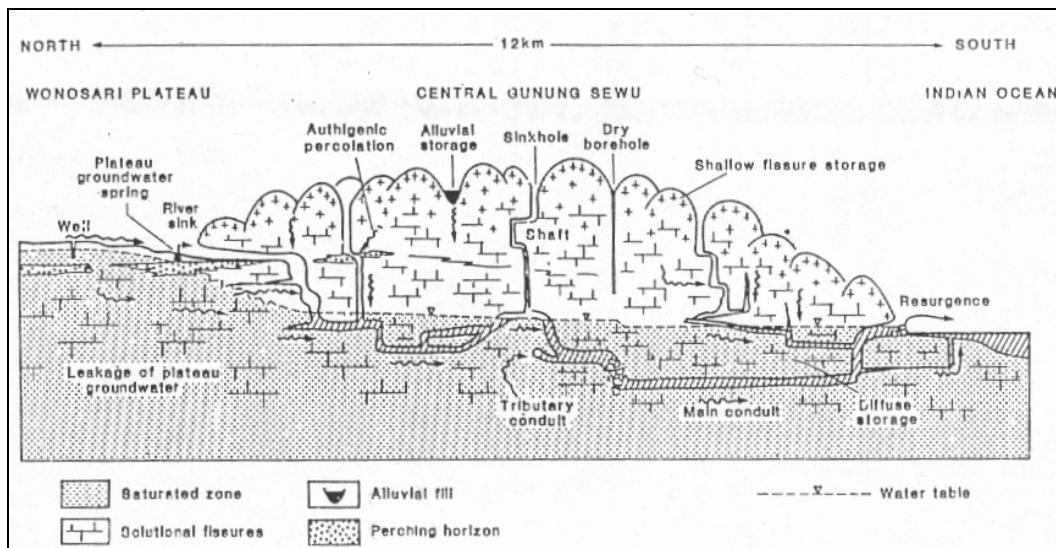 NORTH 12km SOUTH
WONOSARI PLATEAU CENTRAL GUNUNG SEWU INDIAN OCEAN
Authigenic
percolation
Alluvial
storage
Sinkhole
Dry
borehole
Plateau
groundwater
spring
Shallow fissure storage
River
sink
Well
Shaft
Resurgence
Leakage of plateau
groundwater
Tributary
conduit
Main conduit
Diffuse
storage
Saturated zone
Alluvial fill
Water table
Solutional fissures
Perching horizon